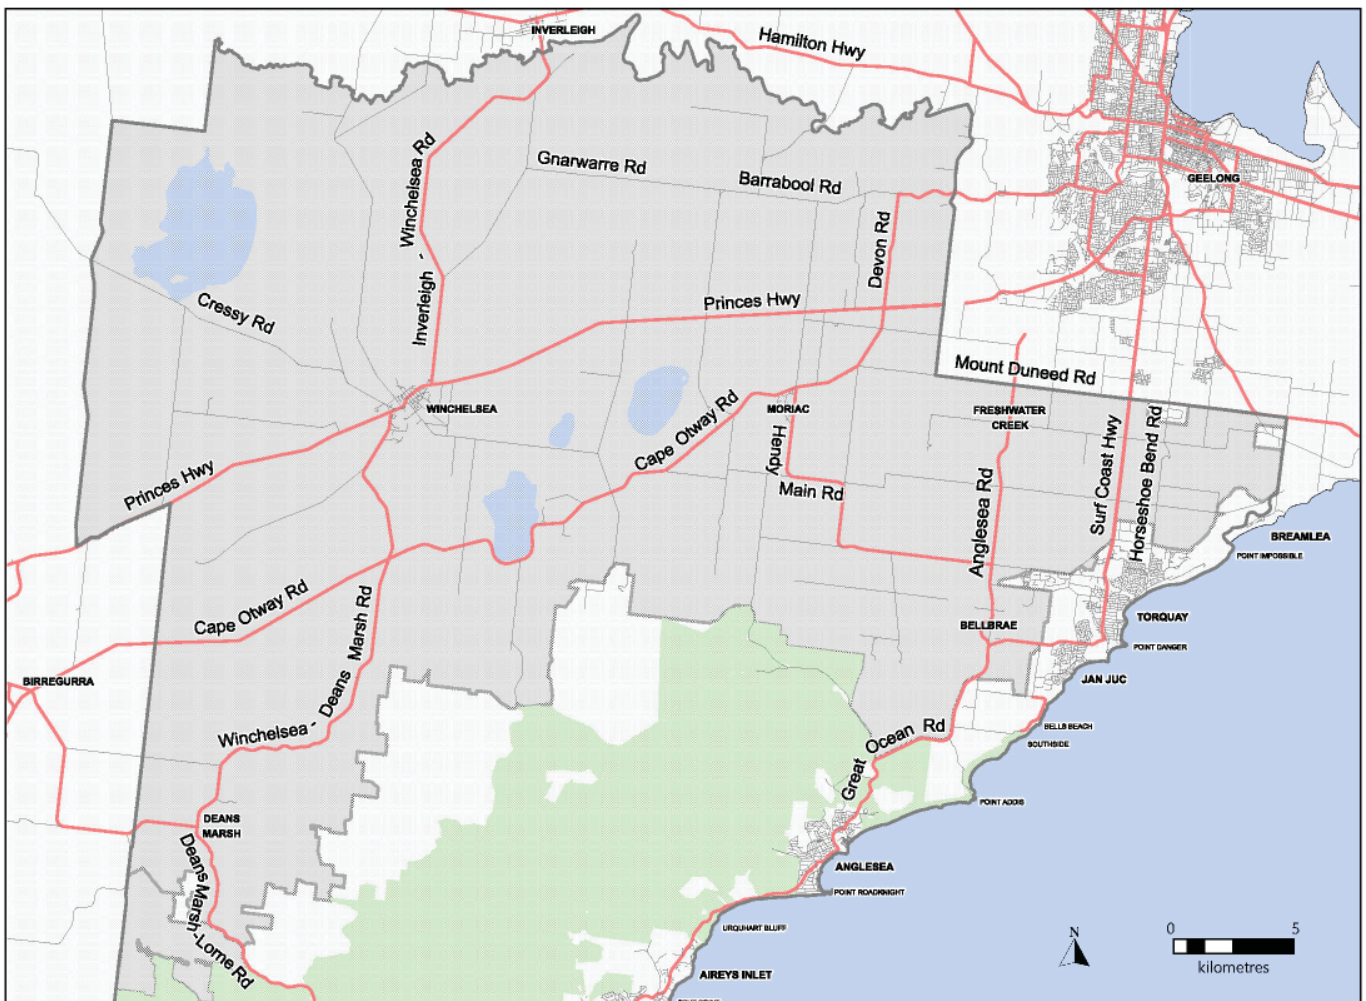 INVERLEIGH
Hamilton Hwy
Inverleigh - Winchelsea Rd
Gnarwarre Rd
Barrabool Rd
GEELONG
Devon Rd
Cressy Rd
Princes Hwy
Mount Duneed Rd
WINCHELSEA
MORIAC
FRESHWATER
CREEK
Cape Otway Rd
Hendy
Main Rd
Surf Coast Hwy
Horseshoe Bend Rd
Princes Hwy
Anglesea Rd
BREAMLEA
POINT IMPOSSIBLE
Cape Otway Rd
Winchelsea - Deans Marsh Rd
BELLBRAE
TORQUAY
POINT DANGER
BIRREGURRA
JAN JUC
BELLS BEACH
SOUTHSIDE
Great Ocean Rd
POINT ADDIS
DEANS
MARSH
Deans Marsh-Lorne Rd
ANGLESEA
POINT ROADKNIGHT
URQUHART BLUFF
AIREYS INLET
N
0 5
kilometres